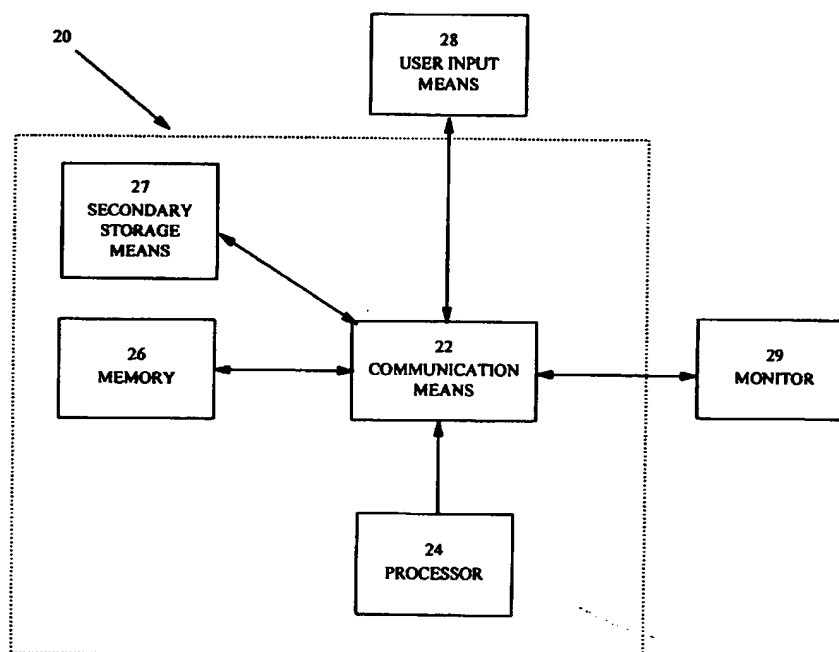 20
28
USER INPUT
MEANS
27
SECONDARY
STORAGE
MEANS
26
MEMORY
22
COMMUNICATION
MEANS
29
MONITOR
24
PROCESSOR